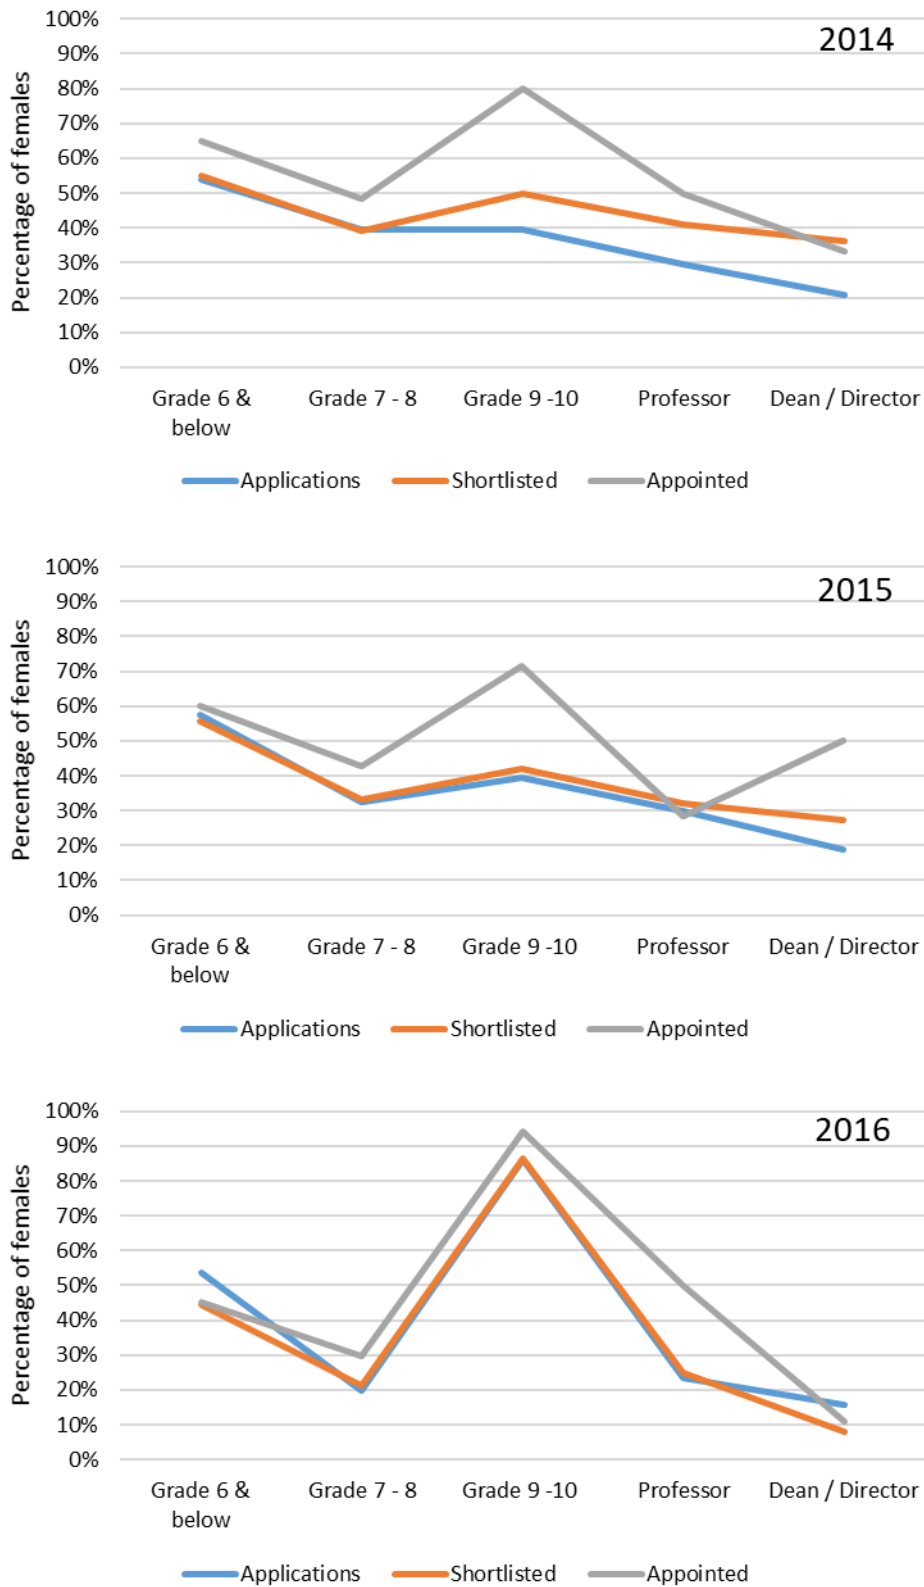 2014
Percentage of females
100%
90%
80%
70%
60%
50%
40%
30%
20%
10%
0%
Grade 6 & below
Grade 7 - 8
Grade 9 -10
Professor
Dean / Director
Applications
Shortlisted
Appointed
2015
Percentage of females
100%
90%
80%
70%
60%
50%
40%
30%
20%
10%
0%
Grade 6 & below
Grade 7 - 8
Grade 9 -10
Professor
Dean / Director
Applications
Shortlisted
Appointed
2016
Percentage of females
100%
90%
80%
70%
60%
50%
40%
30%
20%
10%
0%
Grade 6 & below
Grade 7 - 8
Grade 9 -10
Professor
Dean / Director
Applications
Shortlisted
Appointed